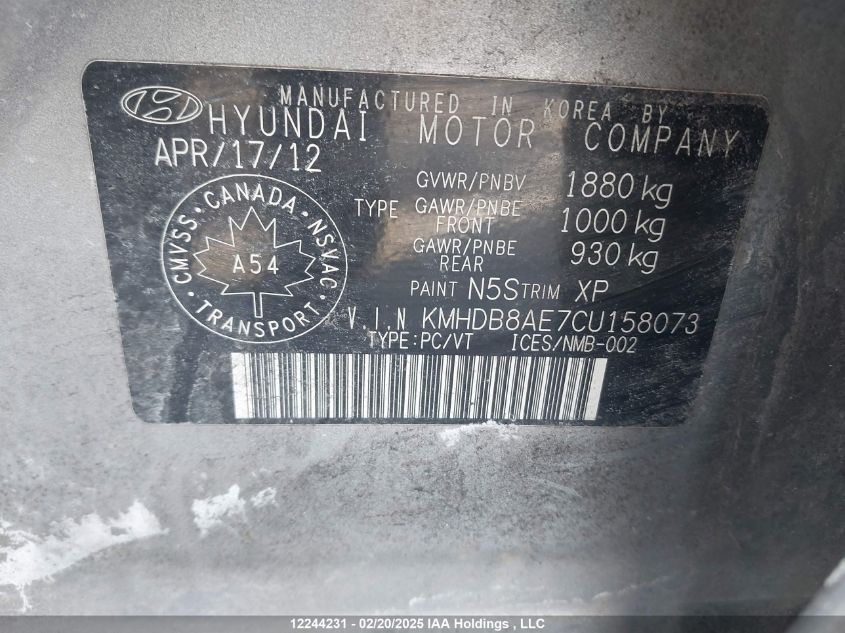 MANUFACTURED IN KOREA BY
HYUNDAI MOTOR COMPANY
APR/17/12
GVWR/PNBV 1880 kg
TYPE GAWR/PNBE FRONT 1000 kg
GAWR/PNBE REAR 930 kg
PAINT N5S TRIM XP
V.I.N KMHDB8AE7CU158073
TYPE:PC/VT ICES/NMB-002
CMVSS · CANADA · NSVAC · TRANSPORT ·
A54
12244231 - 02/20/2025 IAA Holdings , LLC